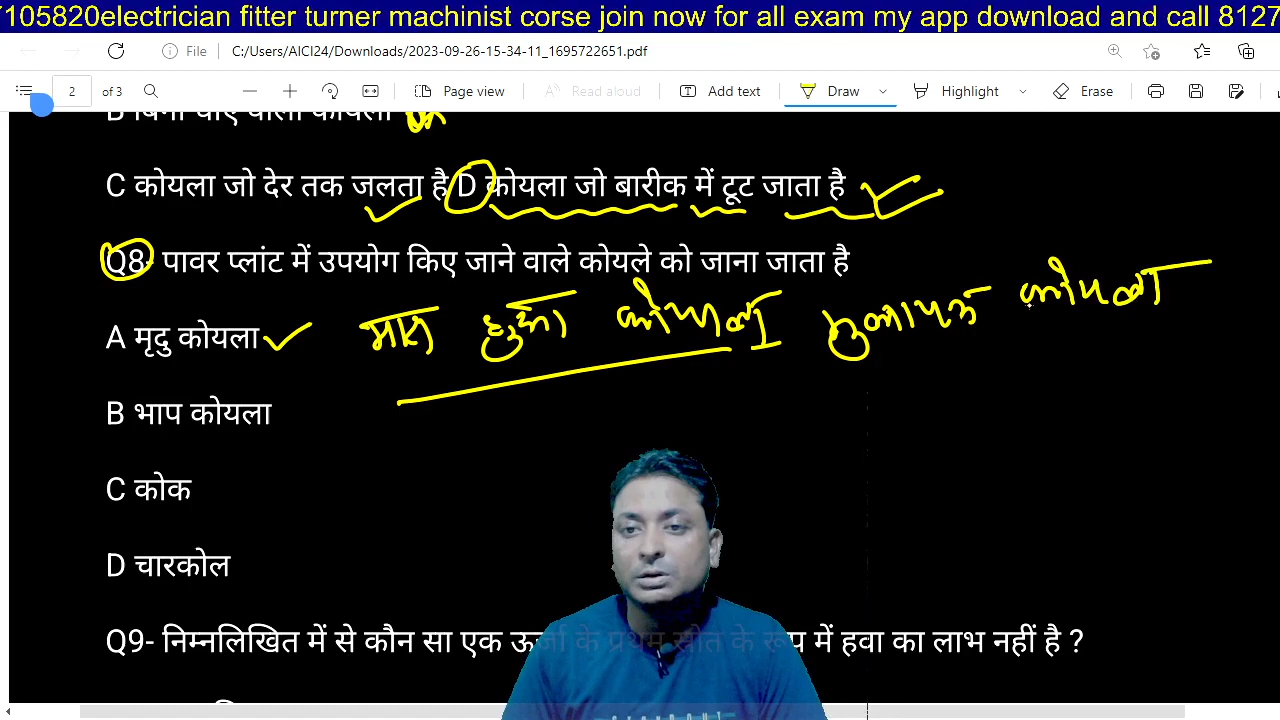 7105820electrician fitter turner machinist corse join now for all exam my app download and call 8127
File C:/Users/AICI24/Downloads/2023-09-26-15-34-11_1695722651.pdf
2 of 3 Page view Read aloud Add text Draw Highlight Erase
C कोयला जो देर तक जलता है D कोयला जो बारीक में टूट जाता है
Q8- पावर प्लांट में उपयोग किए जाने वाले कोयले को जाना जाता है
कोयला
A मृदु कोयला
B भाप कोयला
C कोक
D चारकोल
Q9- निम्नलिखित में से कौन सा एक ऊर्जा के प्रथम स्रोत के रूप में हवा का लाभ नहीं है ?